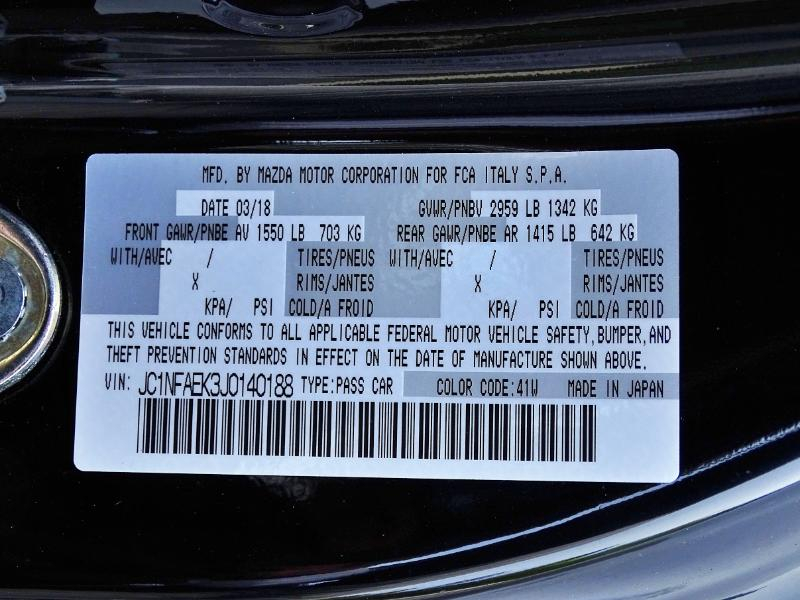 MFD. BY MAZDA MOTOR CORPORATION FOR FCA ITALY S.P.A.
DATE 03/18 GVWR/PNBV 2959 LB 1342 KG
FRONT GAWR/PNBE AV 1550 LB 703 KG REAR GAWR/PNBE AR 1415 LB 642 KG
WITH/AVEC / TIRES/PNEUS WITH/AVEC / TIRES/PNEUS
X RIMS/JANTES X RIMS/JANTES
KPA/ PSI COLD/A FROID KPA/ PSI COLD/A FROID
THIS VEHICLE CONFORMS TO ALL APPLICABLE FEDERAL MOTOR VEHICLE SAFETY, BUMPER, AND
THEFT PREVENTION STANDARDS IN EFFECT ON THE DATE OF MANUFACTURE SHOWN ABOVE.
VIN: JC1NFAEK3J0140188 TYPE:PASS CAR COLOR CODE:41W MADE IN JAPAN